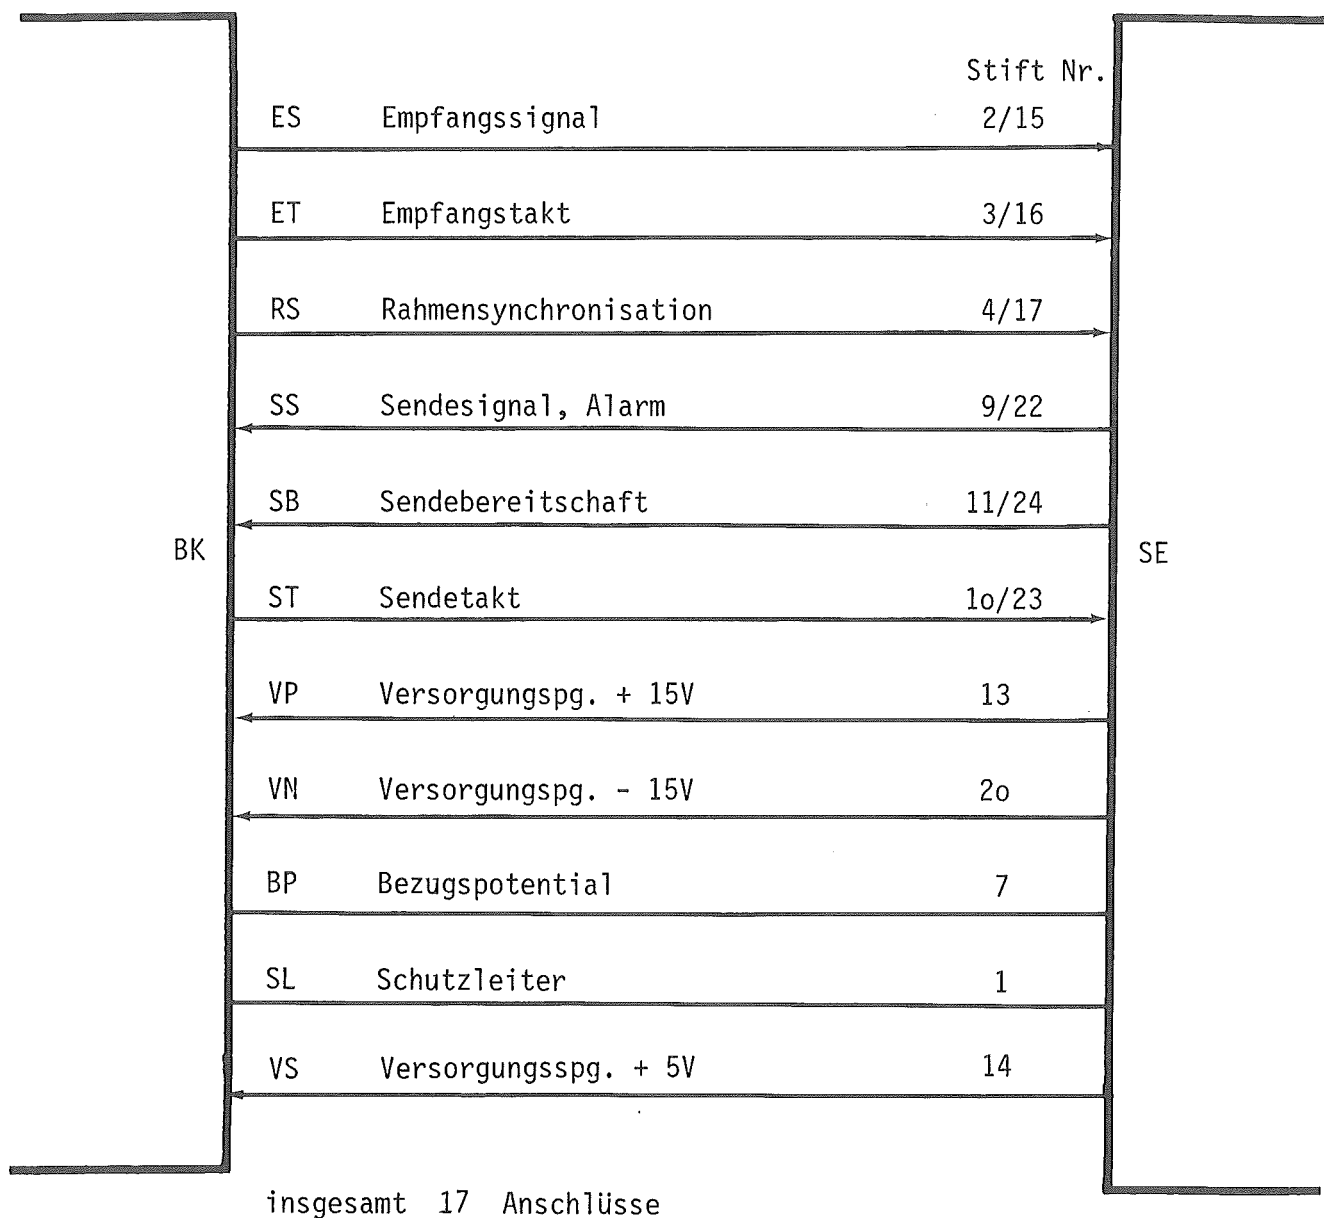 Stift Nr.
ES Empfangssignal 2/15
ET Empfangstakt 3/16
RS Rahmensynchronisation 4/17
SS Sendesignal, Alarm 9/22
SB Sendebereitschaft 11/24
BK SE
ST Sendetakt 1o/23
VP Versorgungspg. + 15V 13
VN Versorgungspg. - 15V 2o
BP Bezugspotential 7
SL Schutzleiter 1
VS Versorgungsspg. + 5V 14
insgesamt 17 Anschlüsse